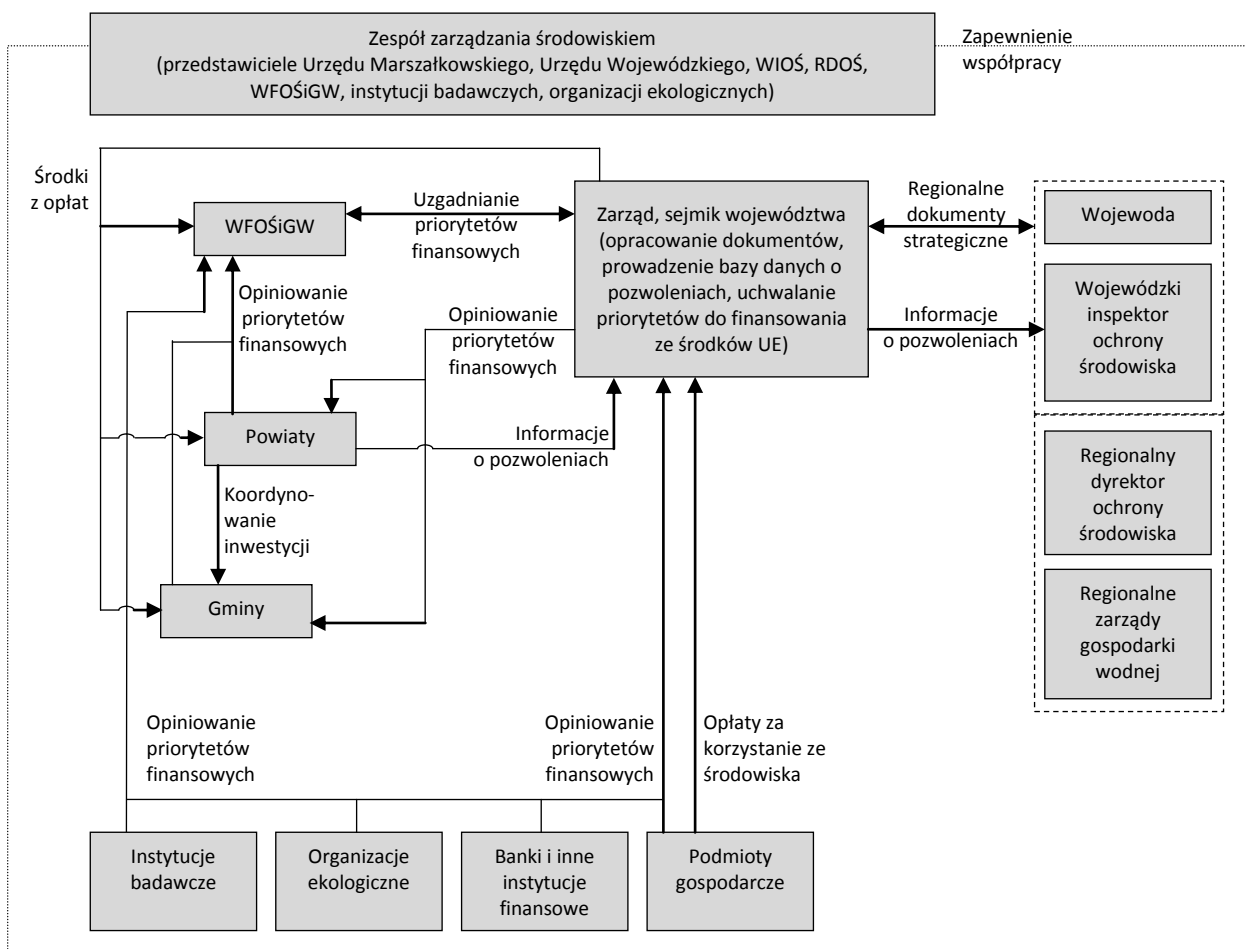 Zespół zarządzania środowiskiem
(przedstawiciele Urzędu Marszałkowskiego, Urzędu Wojewódzkiego, WIOŚ, RDOŚ,
WFOŚiGW, instytucji badawczych, organizacji ekologicznych)
Zapewnienie
współpracy
Środki
z opłat
WFOŚiGW
Uzgadnianie
priorytetów
finansowych
Zarząd, sejmik województwa
(opracowanie dokumentów,
prowadzenie bazy danych o
pozwoleniach, uchwalanie
priorytetów do finansowania
ze środków UE)
Regionalne
dokumenty
strategiczne
Wojewoda
Opiniowanie
priorytetów
finansowych
Opiniowanie
priorytetów
finansowych
Informacje
o pozwoleniach
Wojewódzki
inspektor
ochrony
środowiska
Powiaty
Informacje
o pozwoleniach
Regionalny
dyrektor
ochrony
środowiska
Koordyno-
wanie
inwestycji
Gminy
Regionalne
zarządy
gospodarki
wodnej
Opiniowanie
priorytetów
finansowych
Opiniowanie
priorytetów
finansowych
Opłaty za
korzystanie ze
środowiska
Instytucje
badawcze
Organizacje
ekologiczne
Banki i inne
instytucje
finansowe
Podmioty
gospodarcze